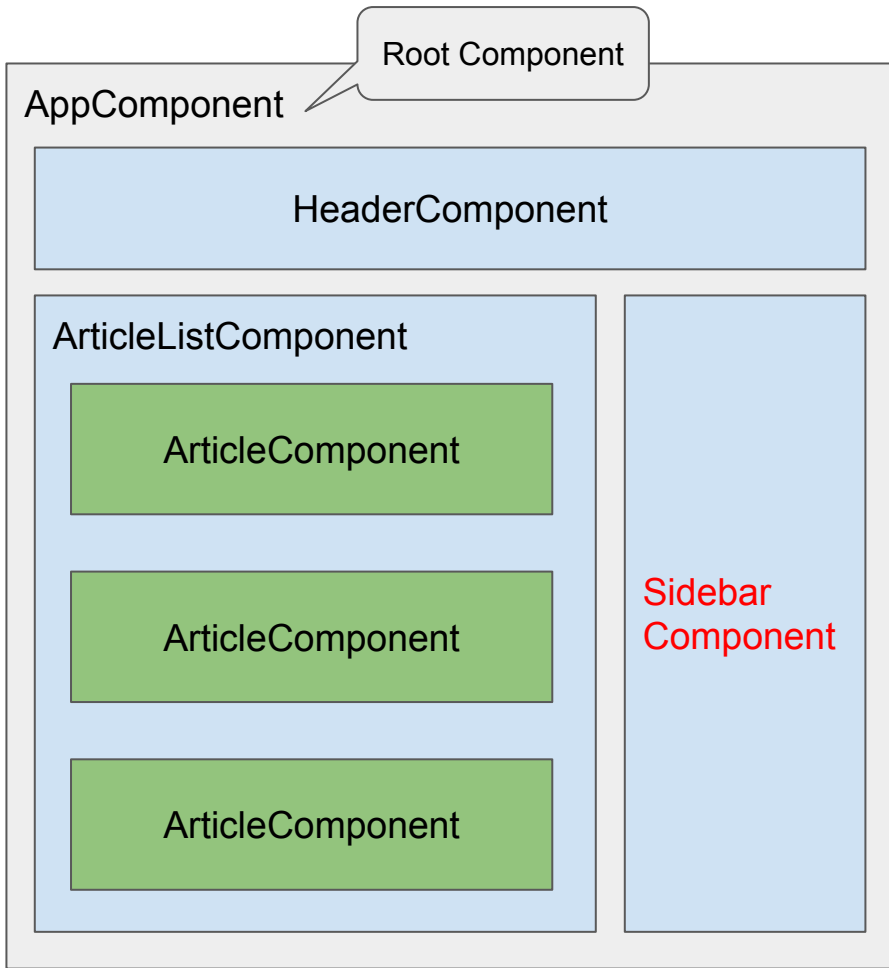 Root Component
AppComponent
HeaderComponent
ArticleListComponent
ArticleComponent
ArticleComponent
ArticleComponent
Sidebar
Component